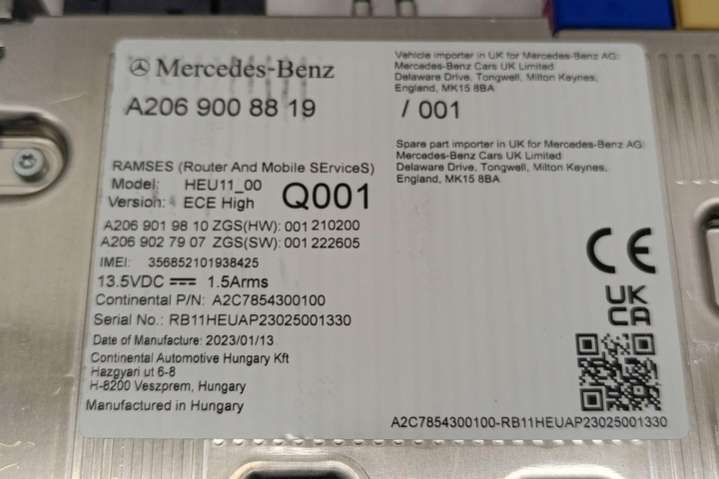 Mercedes-Benz
A206 900 88 19 / 001
Vehicle importer in UK for Mercedes-Benz AG:
Mercedes-Benz Cars UK Limited
Delaware Drive, Tongwell, Milton Keynes,
England, MK15 8BA
Spare part importer in UK for Mercedes-Benz AG:
Mercedes-Benz Cars UK Limited
Delaware Drive, Tongwell, Milton Keynes,
England, MK15 8BA
RAMSES (Router And Mobile SErviceS)
Model: HEU11_00
Version: ECE High
Q001
A206 901 98 10 ZGS(HW): 001 210200
A206 902 79 07 ZGS(SW): 001 222605
IMEI: 356852101938425
13.5VDC ⎓ 1.5Arms
Continental P/N: A2C7854300100
Serial No.: RB11HEUAP23025001330
Date of Manufacture: 2023/01/13
Continental Automotive Hungary Kft
Hazgyari ut 6-8
H-8200 Veszprem, Hungary
Manufactured in Hungary
CE
UK
CA
A2C7854300100-RB11HEUAP23025001330